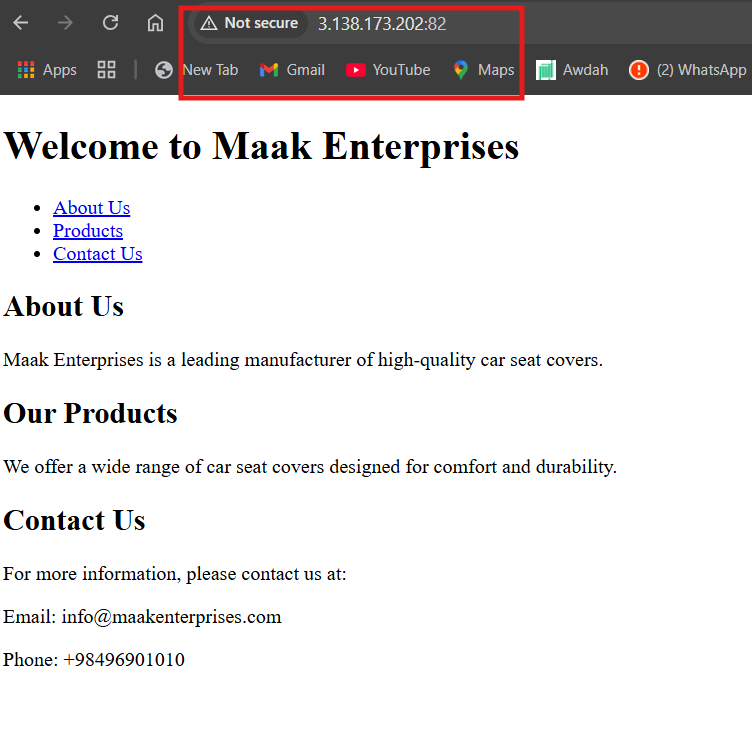 Not secure 3.138.173.202:82
Apps New Tab Gmail YouTube Maps Awdah (2) WhatsApp
Welcome to Maak Enterprises
About Us
Products
Contact Us
About Us
Maak Enterprises is a leading manufacturer of high-quality car seat covers.
Our Products
We offer a wide range of car seat covers designed for comfort and durability.
Contact Us
For more information, please contact us at:
Email: info@maakenterprises.com
Phone: +98496901010